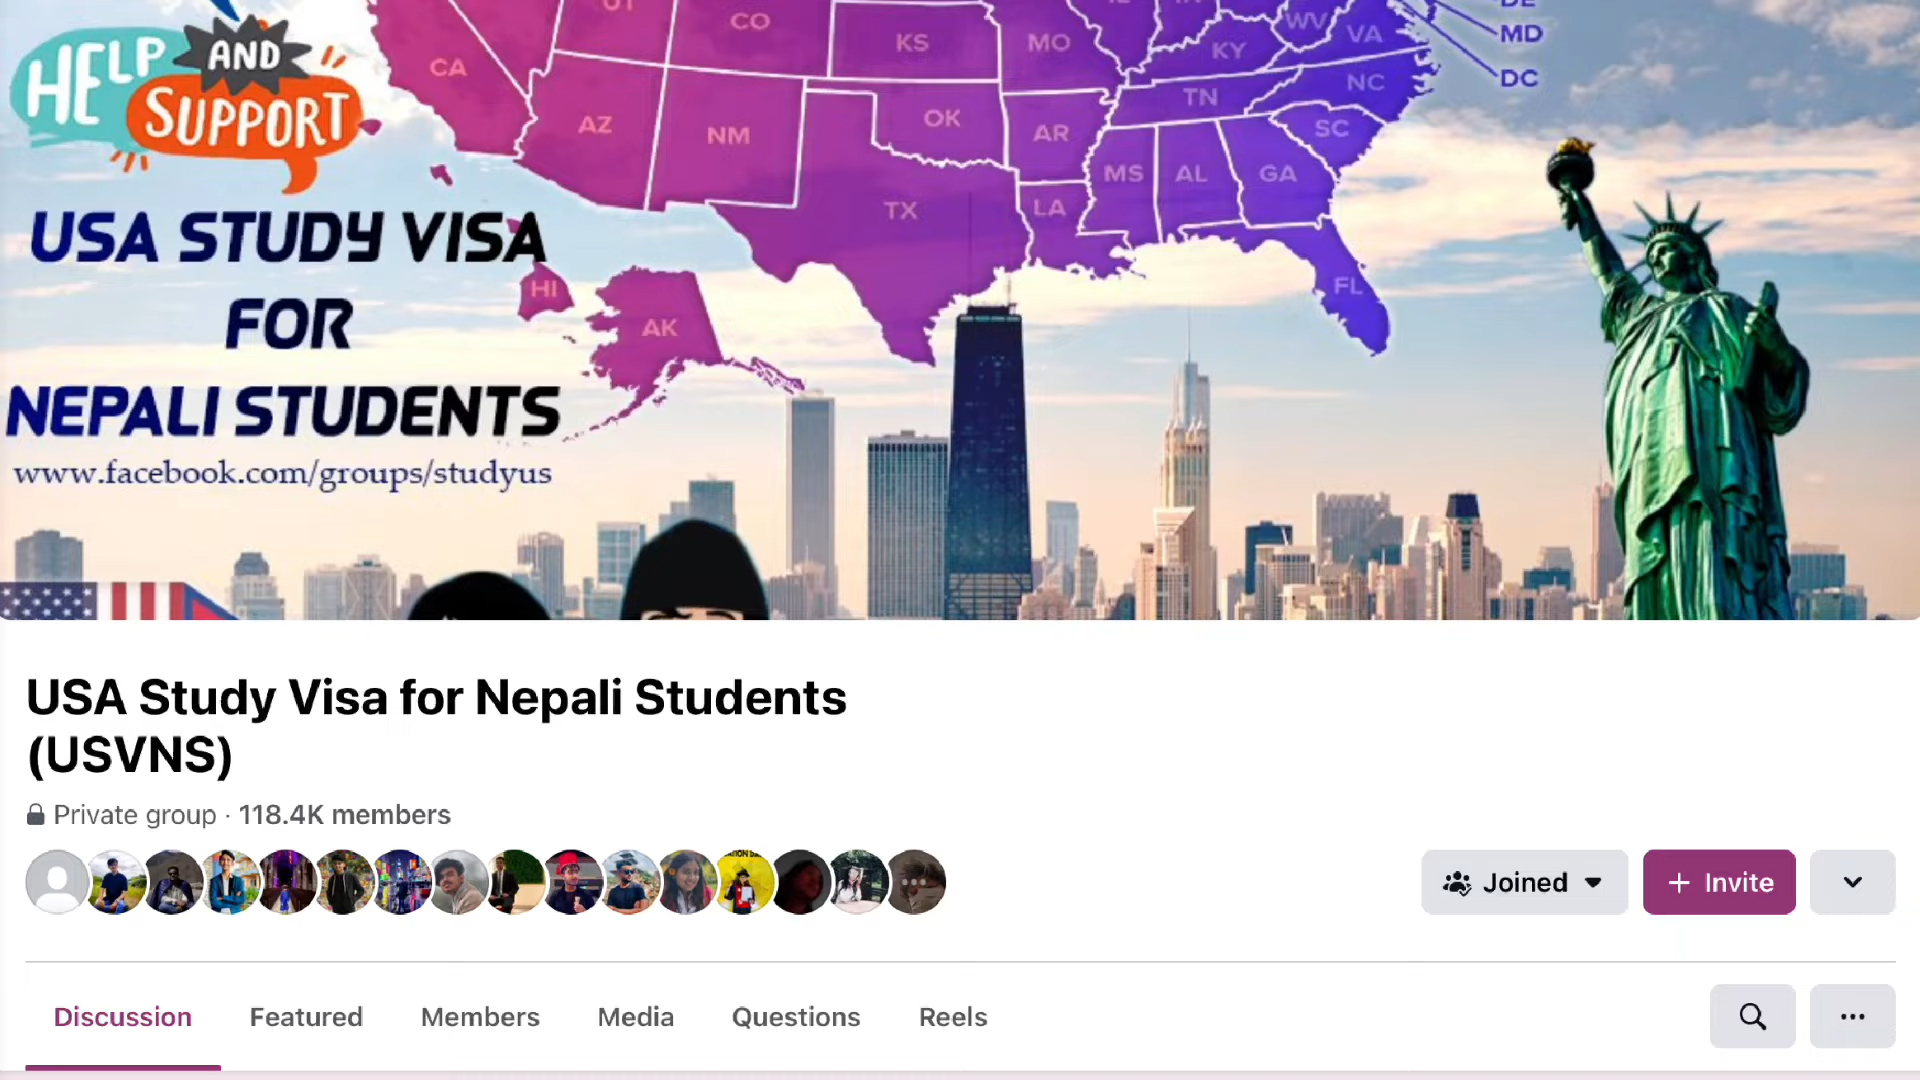 HELP AND SUPPORT
USA STUDY VISA
FOR
NEPALI STUDENTS
www.facebook.com/groups/studyus
UT
CO
KS
MO
KY
WV
VA
DE
MD
DC
CA
AZ
NM
OK
AR
TN
NC
SC
MS
AL
GA
TX
LA
FL
HI
AK
USA Study Visa for Nepali Students
(USVNS)
Private group · 118.4K members
Joined
+ Invite
Discussion
Featured
Members
Media
Questions
Reels